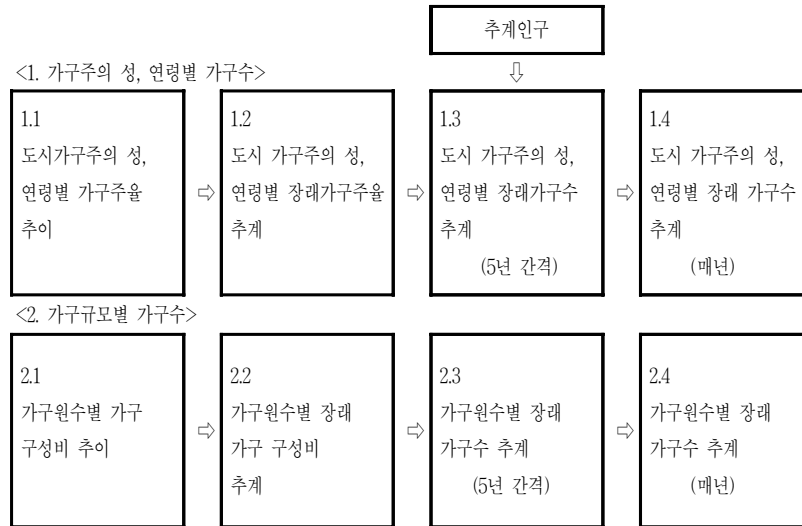 추계인구
<1. 가구주의 성, 연령별 가구수>
⇩
1.1
도시가구주의 성,
연령별 가구주율
추이
⇨
1.2
도시 가구주의 성,
연령별 장래가구주율
추계
⇨
1.3
도시 가구주의 성,
연령별 장래가구수
추계
(5년 간격)
⇨
1.4
도시 가구주의 성,
연령별 장래 가구수
추계
(매년)
<2. 가구규모별 가구수>
2.1
가구원수별 가구
구성비 추이
⇨
2.2
가구원수별 장래
가구 구성비
추계
⇨
2.3
가구원수별 장래
가구수 추계
(5년 간격)
⇨
2.4
가구원수별 장래
가구수 추계
(매년)